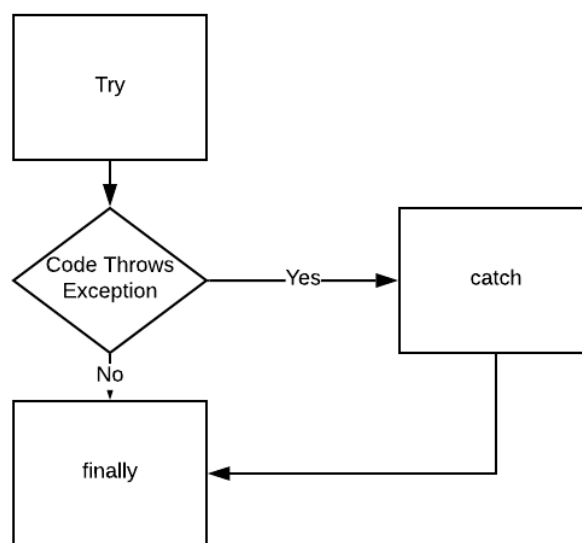 Try
Code Throws
Exception
Yes
catch
No
finally